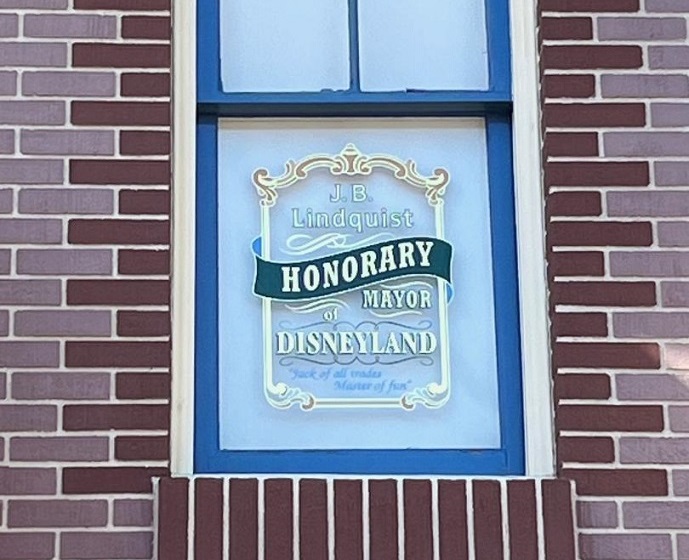 J.B.
Lindquist
HONORARY
MAYOR
of
DISNEYLAND
"Jack of all trades
Master of fun"